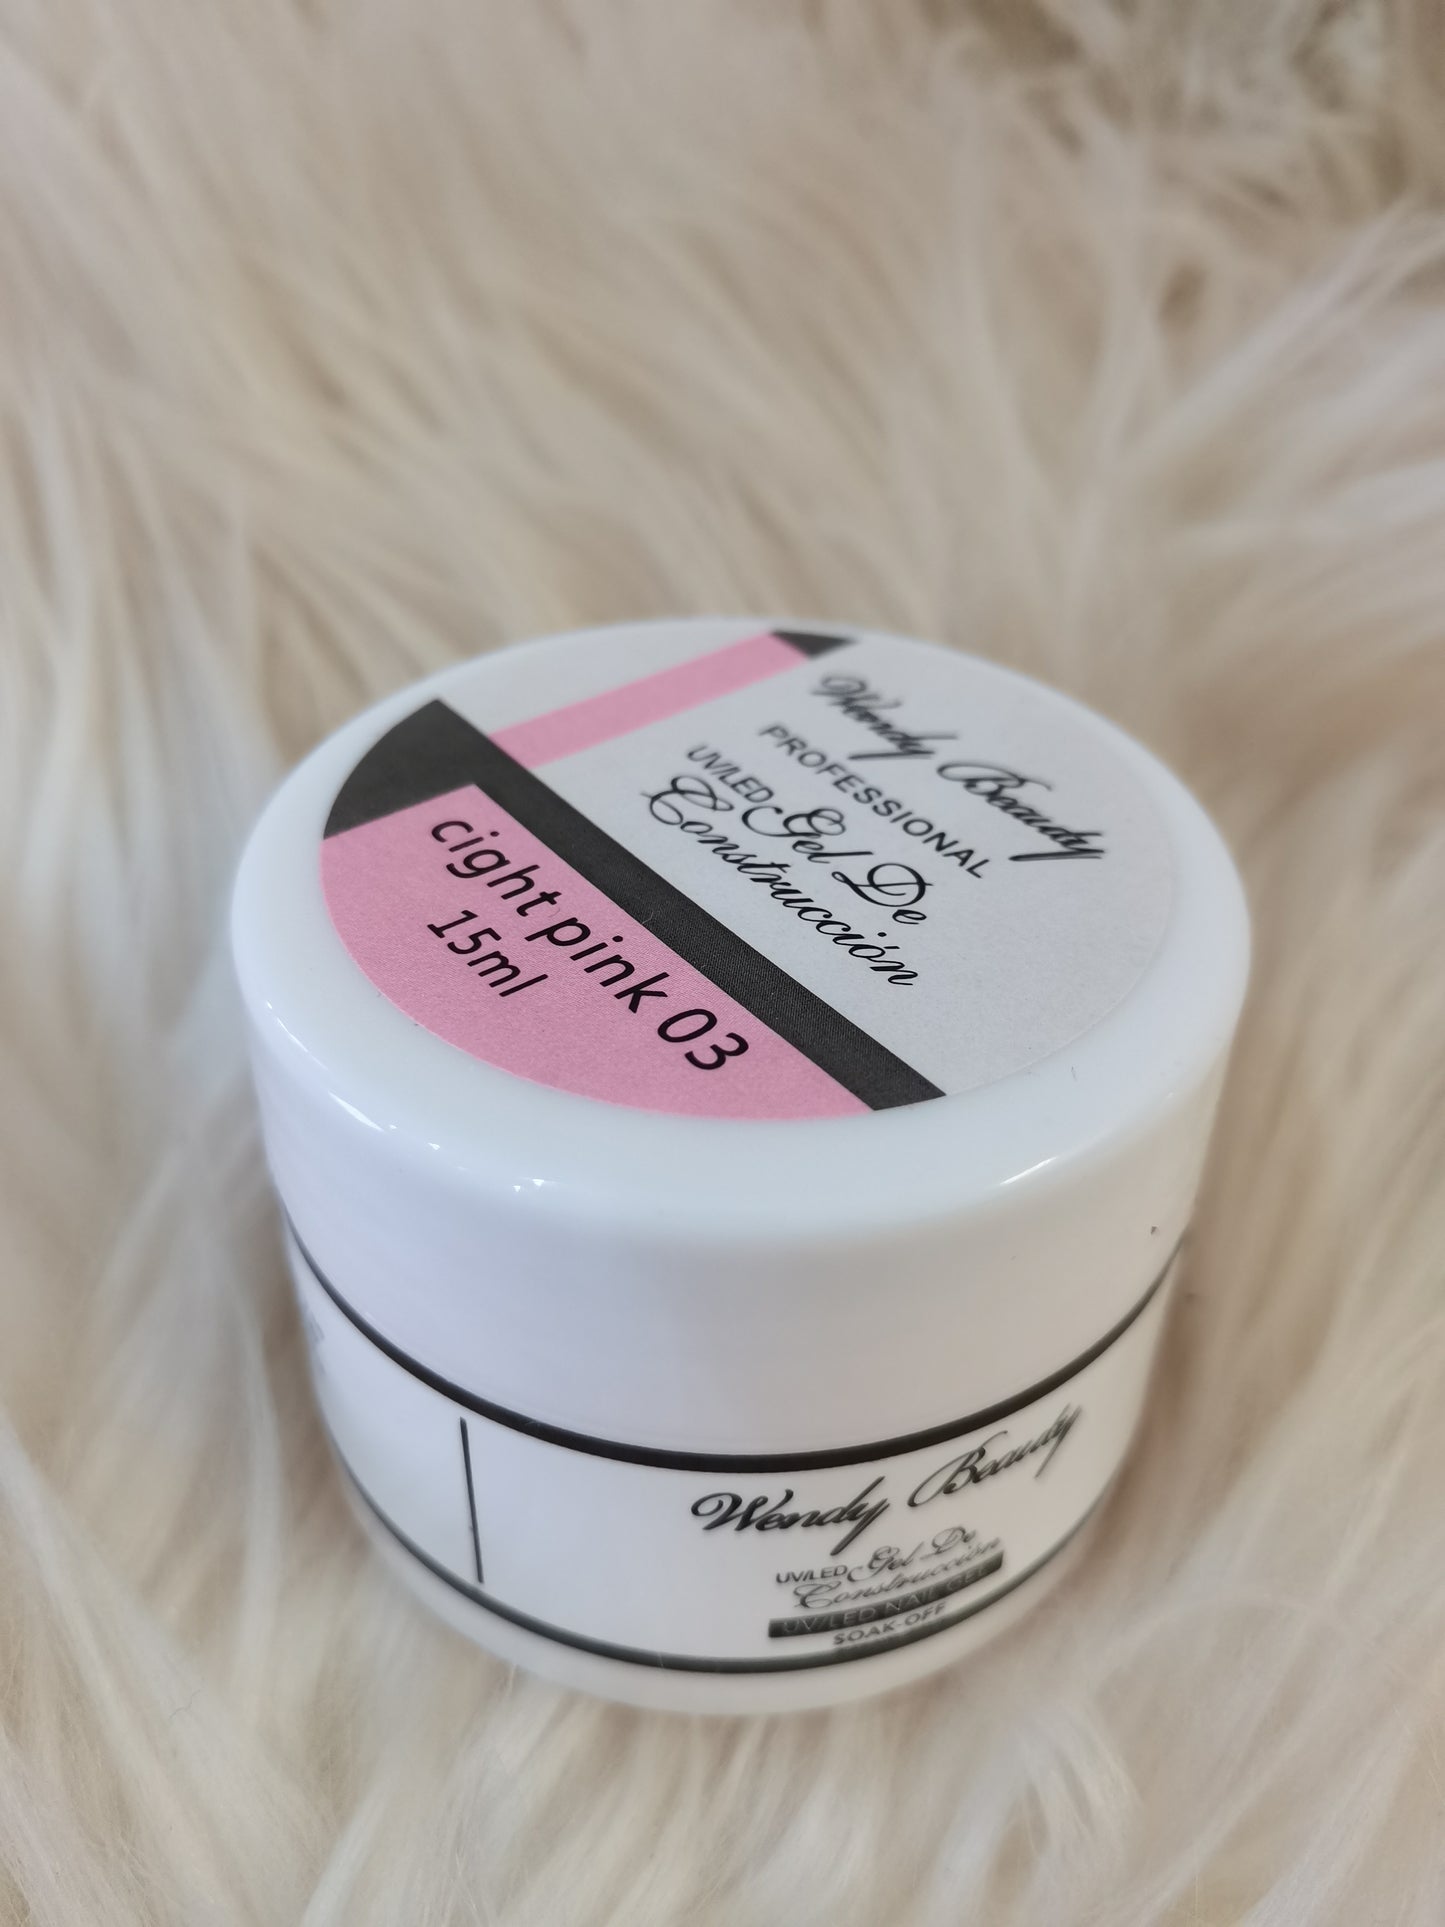 Wendy Beauty
PROFESSIONAL
UV/LED Gel De
Construcción
cight pink 03
15ml
Wendy Beauty
UV/LED Gel De
Construcción
UV/LED NAIL GEL
SOAK-OFF